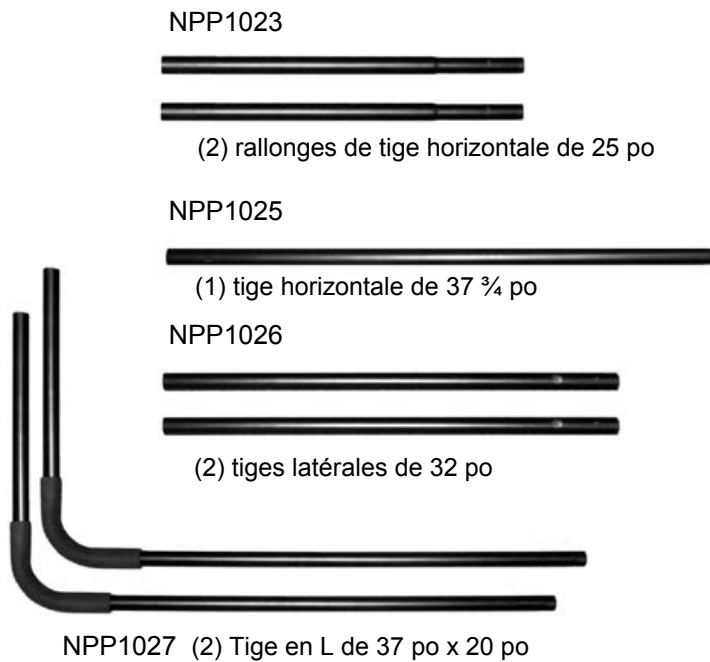 NPP1023
(2) rallonges de tige horizontale de 25 po
NPP1025
(1) tige horizontale de 37 ¾ po
NPP1026
(2) tiges latérales de 32 po
NPP1027 (2) Tige en L de 37 po x 20 po